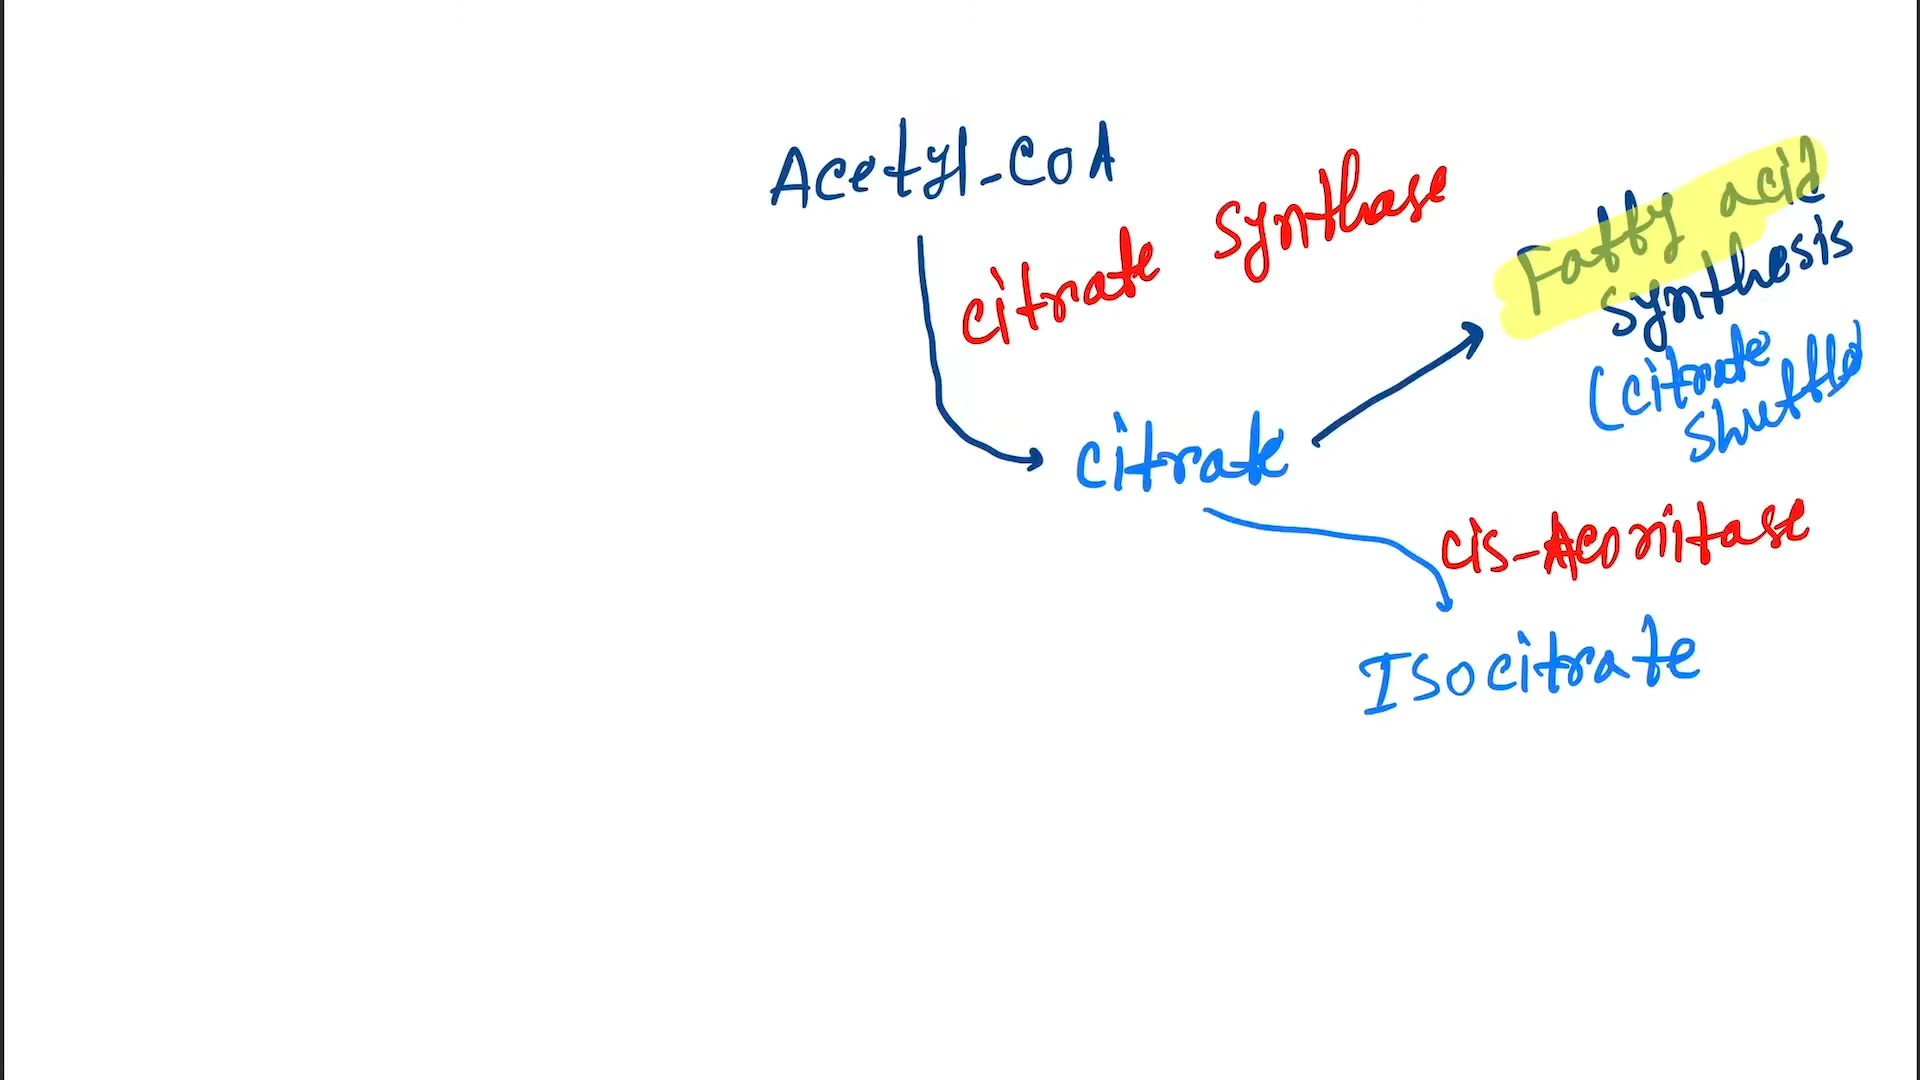 Acetyl-CoA
citrate synthase
Fatty acid
synthesis
(citrate
shuttle)
citrate
cis-Aconitase
Isocitrate